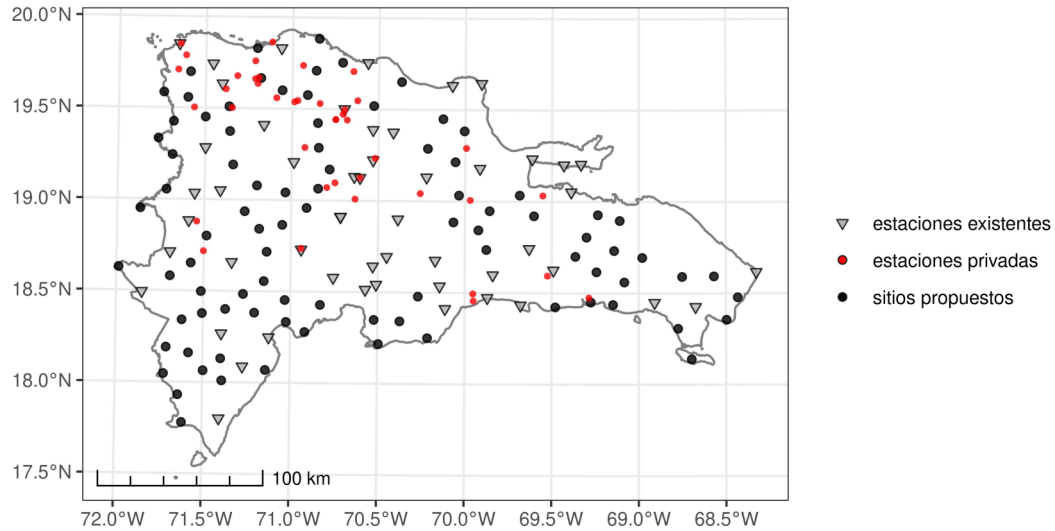 20.0°N
19.5°N
19.0°N
18.5°N
18.0°N
17.5°N
100 km
72.0°W 71.5°W 71.0°W 70.5°W 70.0°W 69.5°W 69.0°W 68.5°W
estaciones existentes
estaciones privadas
sitios propuestos